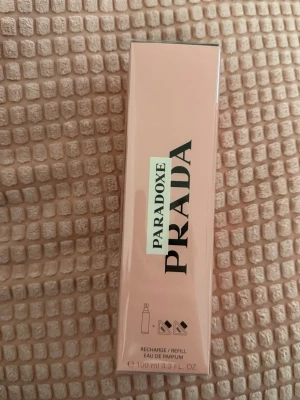 PARADOXE
PRADA
RECHARGE / REFILL
EAU DE PARFUM
℮ 100 ml 3.3 FL. OZ.